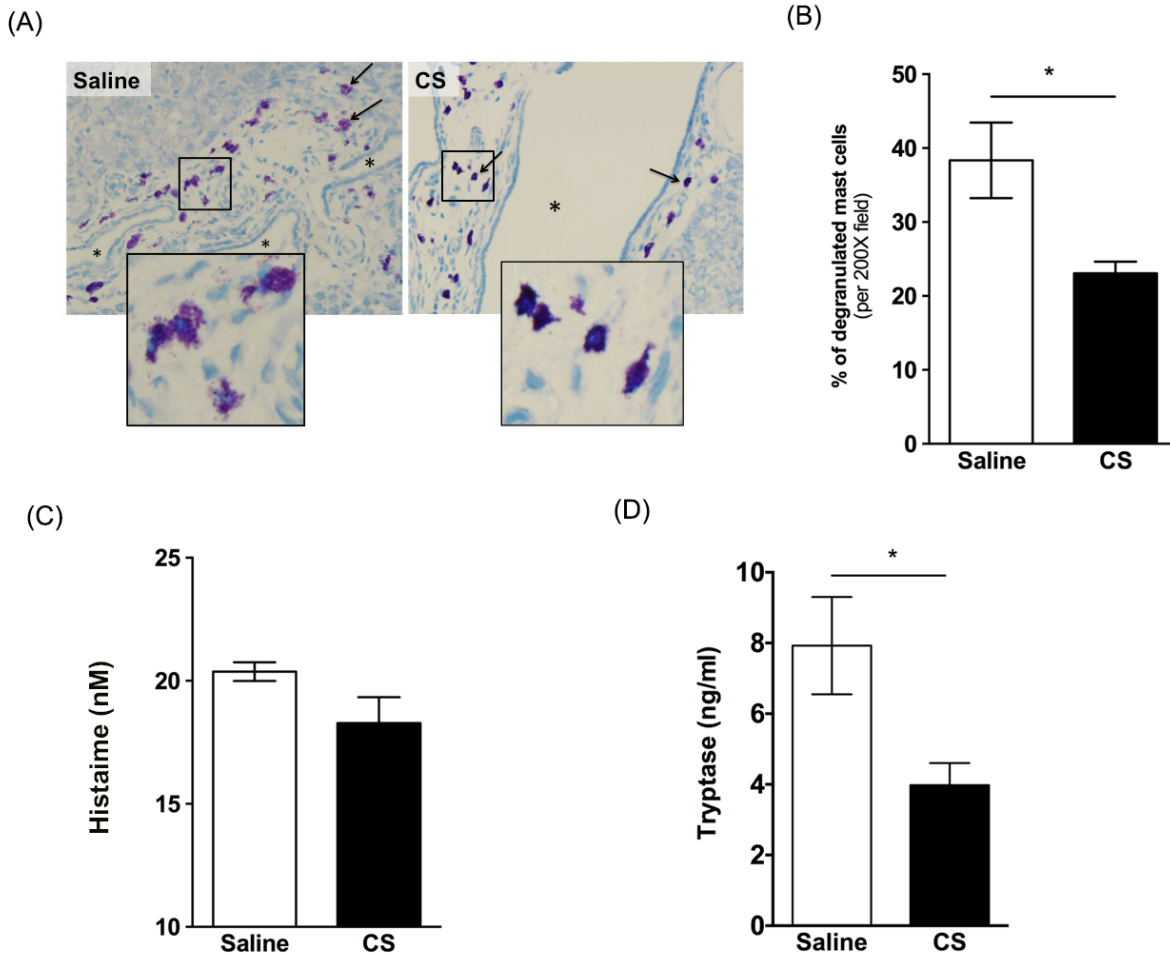 (A)
Saline
CS
*
*
*
*
(B)
*
% of degranulated mast cells
(per 200X field)
50
40
30
20
10
0
Saline
CS
(C)
Histaime (nM)
25
20
15
10
Saline
CS
(D)
*
Tryptase (ng/ml)
10
8
6
4
2
0
Saline
CS